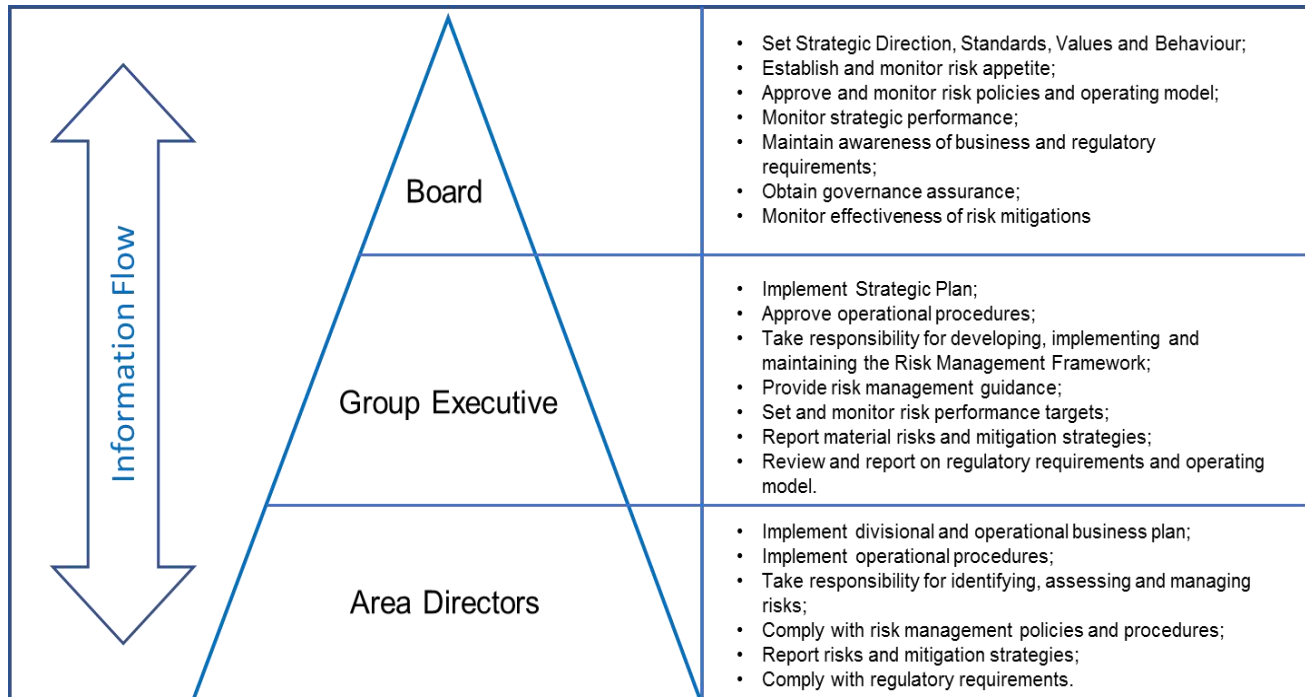 Information Flow
Board
• Set Strategic Direction, Standards, Values and Behaviour;
• Establish and monitor risk appetite;
• Approve and monitor risk policies and operating model;
• Monitor strategic performance;
• Maintain awareness of business and regulatory
requirements;
• Obtain governance assurance;
• Monitor effectiveness of risk mitigations
Group Executive
• Implement Strategic Plan;
• Approve operational procedures;
• Take responsibility for developing, implementing and
maintaining the Risk Management Framework;
• Provide risk management guidance;
• Set and monitor risk performance targets;
• Report material risks and mitigation strategies;
• Review and report on regulatory requirements and operating
model.
Area Directors
• Implement divisional and operational business plan;
• Implement operational procedures;
• Take responsibility for identifying, assessing and managing
risks;
• Comply with risk management policies and procedures;
• Report risks and mitigation strategies;
• Comply with regulatory requirements.